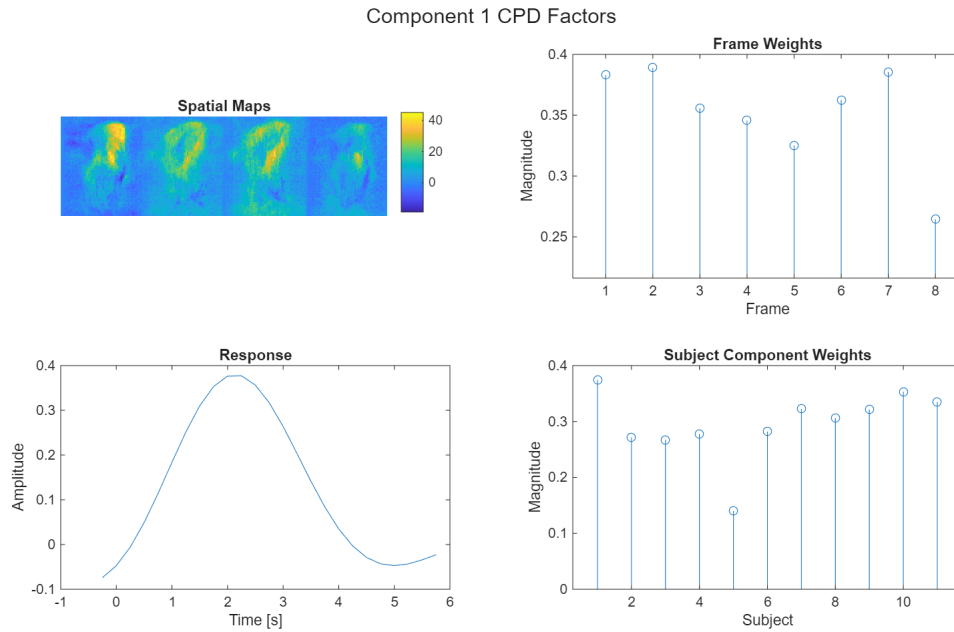 Component 1 CPD Factors
Spatial Maps
40
20
0
Frame Weights
0.4
0.35
0.3
0.25
Magnitude
1 2 3 4 5 6 7 8
Frame
Response
0.4
0.3
0.2
0.1
0
-0.1
Amplitude
-1 0 1 2 3 4 5 6
Time [s]
Subject Component Weights
0.4
0.3
0.2
0.1
0
Magnitude
2 4 6 8 10
Subject